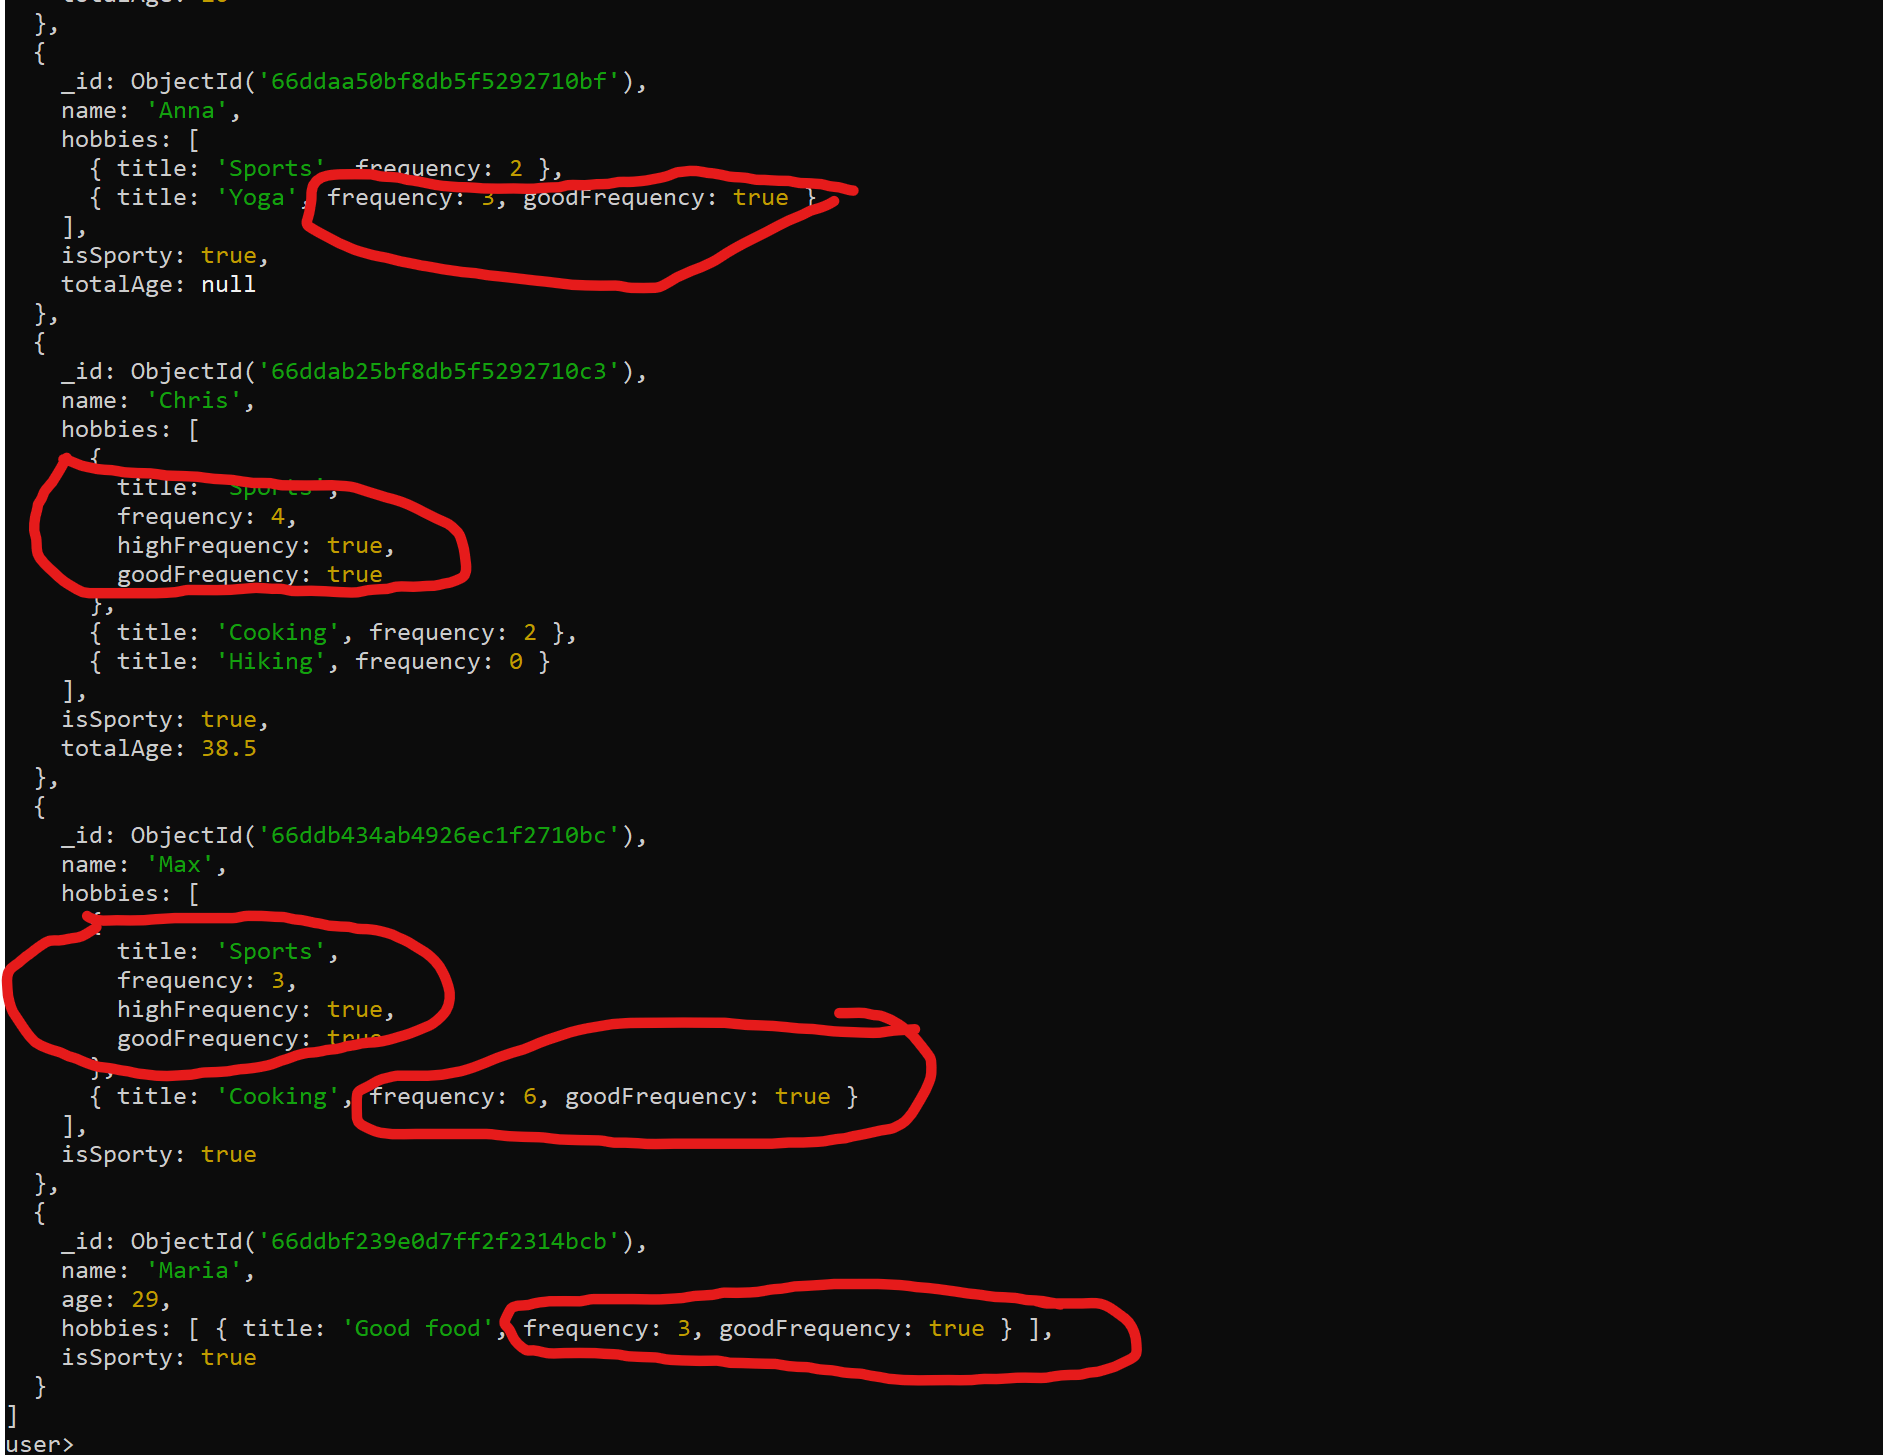 },
{
_id: ObjectId('66ddaa50bf8db5f5292710bf'),
name: 'Anna',
hobbies: [
{ title: 'Sports', frequency: 2 },
{ title: 'Yoga', frequency: 3, goodFrequency: true }
],
isSporty: true,
totalAge: null
},
{
_id: ObjectId('66ddab25bf8db5f5292710c3'),
name: 'Chris',
hobbies: [
{
title: 'Sports',
frequency: 4,
highFrequency: true,
goodFrequency: true
},
{ title: 'Cooking', frequency: 2 },
{ title: 'Hiking', frequency: 0 }
],
isSporty: true,
totalAge: 38.5
},
{
_id: ObjectId('66ddb434ab4926ec1f2710bc'),
name: 'Max',
hobbies: [
{
title: 'Sports',
frequency: 3,
highFrequency: true,
goodFrequency: true
},
{ title: 'Cooking', frequency: 6, goodFrequency: true }
],
isSporty: true
},
{
_id: ObjectId('66ddbf239e0d7ff2f2314bcb'),
name: 'Maria',
age: 29,
hobbies: [ { title: 'Good food', frequency: 3, goodFrequency: true } ],
isSporty: true
}
]
user>